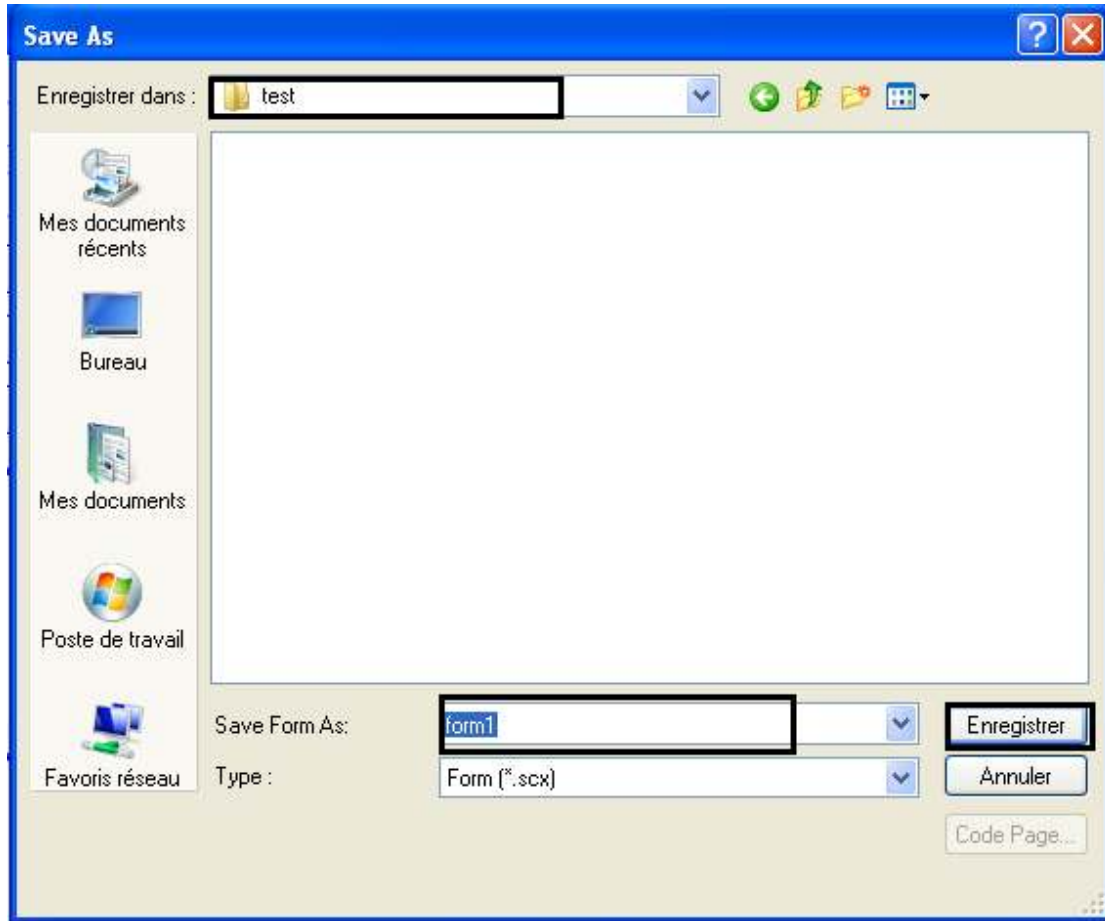 Save As
Enregistrer dans :
test
Mes documents
récents
Bureau
Mes documents
Poste de travail
Favoris réseau
Save Form As:
form1
Enregistrer
Type :
Form (*.scx)
Annuler
Code Page...